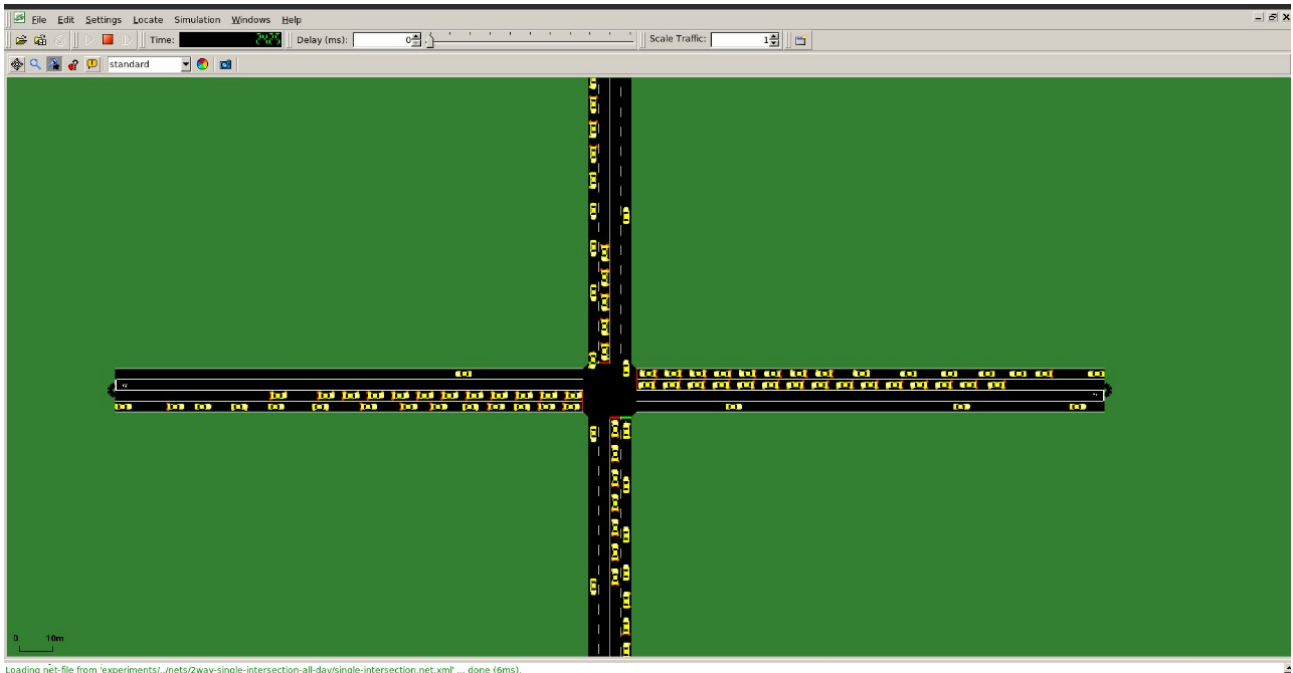 File Edit Settings Locate Simulation Windows Help
Time: Delay (ms): 0 Scale Traffic: 1
standard
0 10m
Loading net-file from 'experiments/../nets/2way-single-intersection-all-day/single-intersection.net.xml' ... done (6ms).